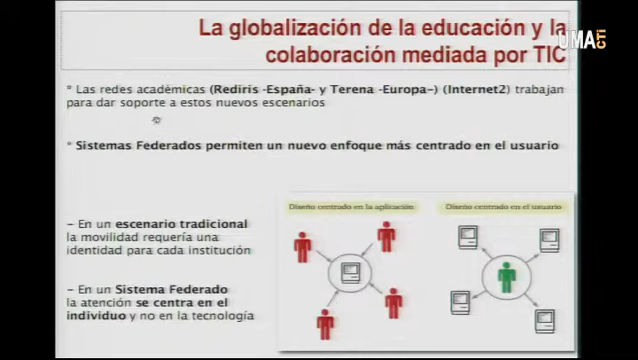 La globalización de la educación y la
colaboración mediada por TIC
UMA CTI
* Las redes académicas (Rediris -España- y Terena -Europa-) (Internet2) trabajan
para dar soporte a estos nuevos escenarios
* Sistemas Federados permiten un nuevo enfoque más centrado en el usuario
Diseño centrado en la aplicación
Diseño centrado en el usuario
- En un escenario tradicional
la movilidad requería una
identidad para cada institución
- En un Sistema Federado
la atención se centra en el
individuo y no en la tecnología